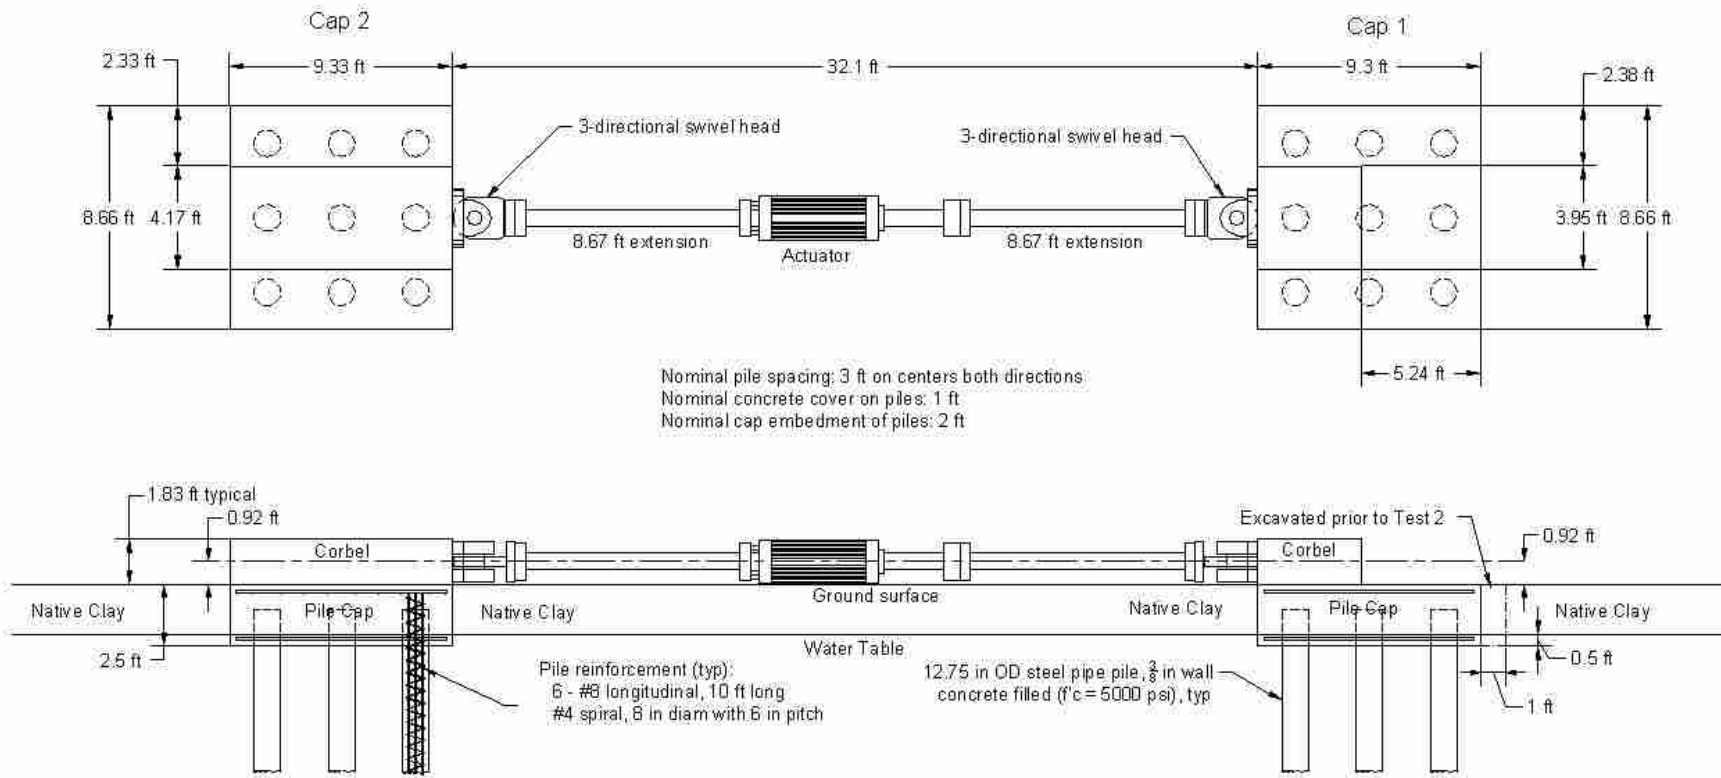 Cap 2
Cap 1
2.33 ft
9.33 ft
32.1 ft
9.3 ft
2.38 ft
3-directional swivel head
3-directional swivel head
8.66 ft
4.17 ft
3.95 ft
8.66 ft
8.67 ft extension
8.67 ft extension
Actuator
5.24 ft
Nominal pile spacing: 3 ft on centers both directions
Nominal concrete cover on piles: 1 ft
Nominal cap embedment of piles: 2 ft
1.83 ft typical
0.92 ft
Excavated prior to Test 2
0.92 ft
Corbel
Corbel
Ground surface
Native Clay
Pile Cap
Native Clay
Native Clay
Pile Cap
Native Clay
Water Table
2.5 ft
0.5 ft
Pile reinforcement (typ):
6 - #8 longitudinal, 10 ft long
#4 spiral, 8 in diam with 6 in pitch
12.75 in OD steel pipe pile, 3/8 in wall
concrete filled (f'c = 5000 psi), typ
1 ft